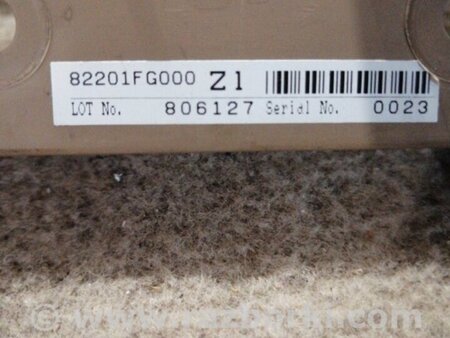 82201FG000 Z1
LOT No. 806127 Serial No. 0023